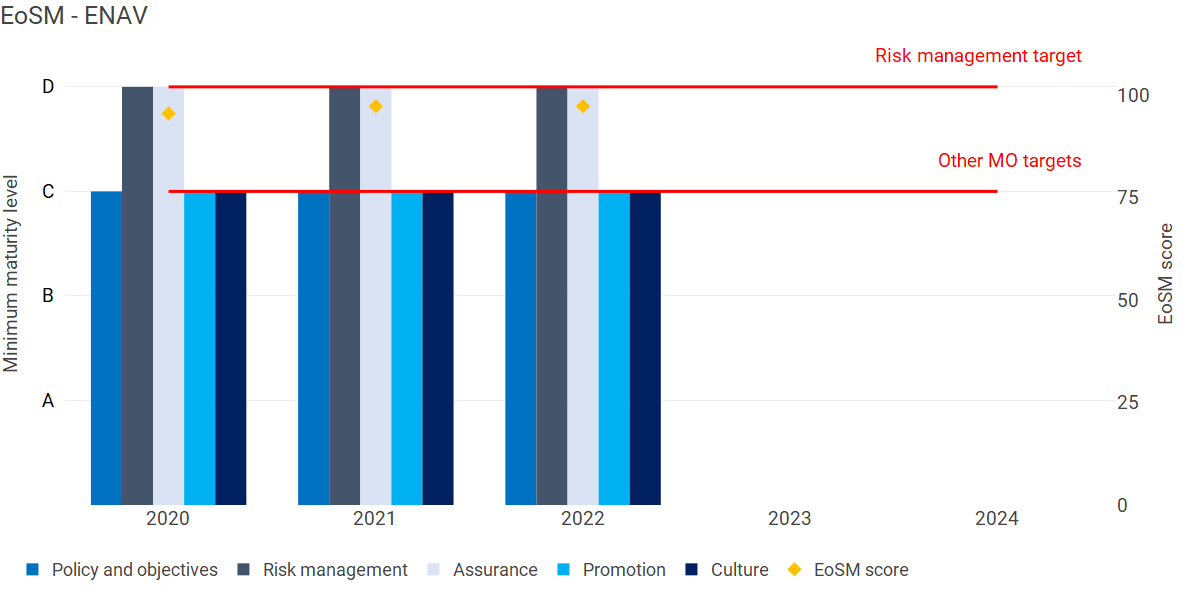 EoSM - ENAV
Risk management target
Other MO targets
Minimum maturity level
D
C
B
A
100
75
50
25
0
EoSM score
2020 2021 2022 2023 2024
Policy and objectives Risk management Assurance Promotion Culture EoSM score